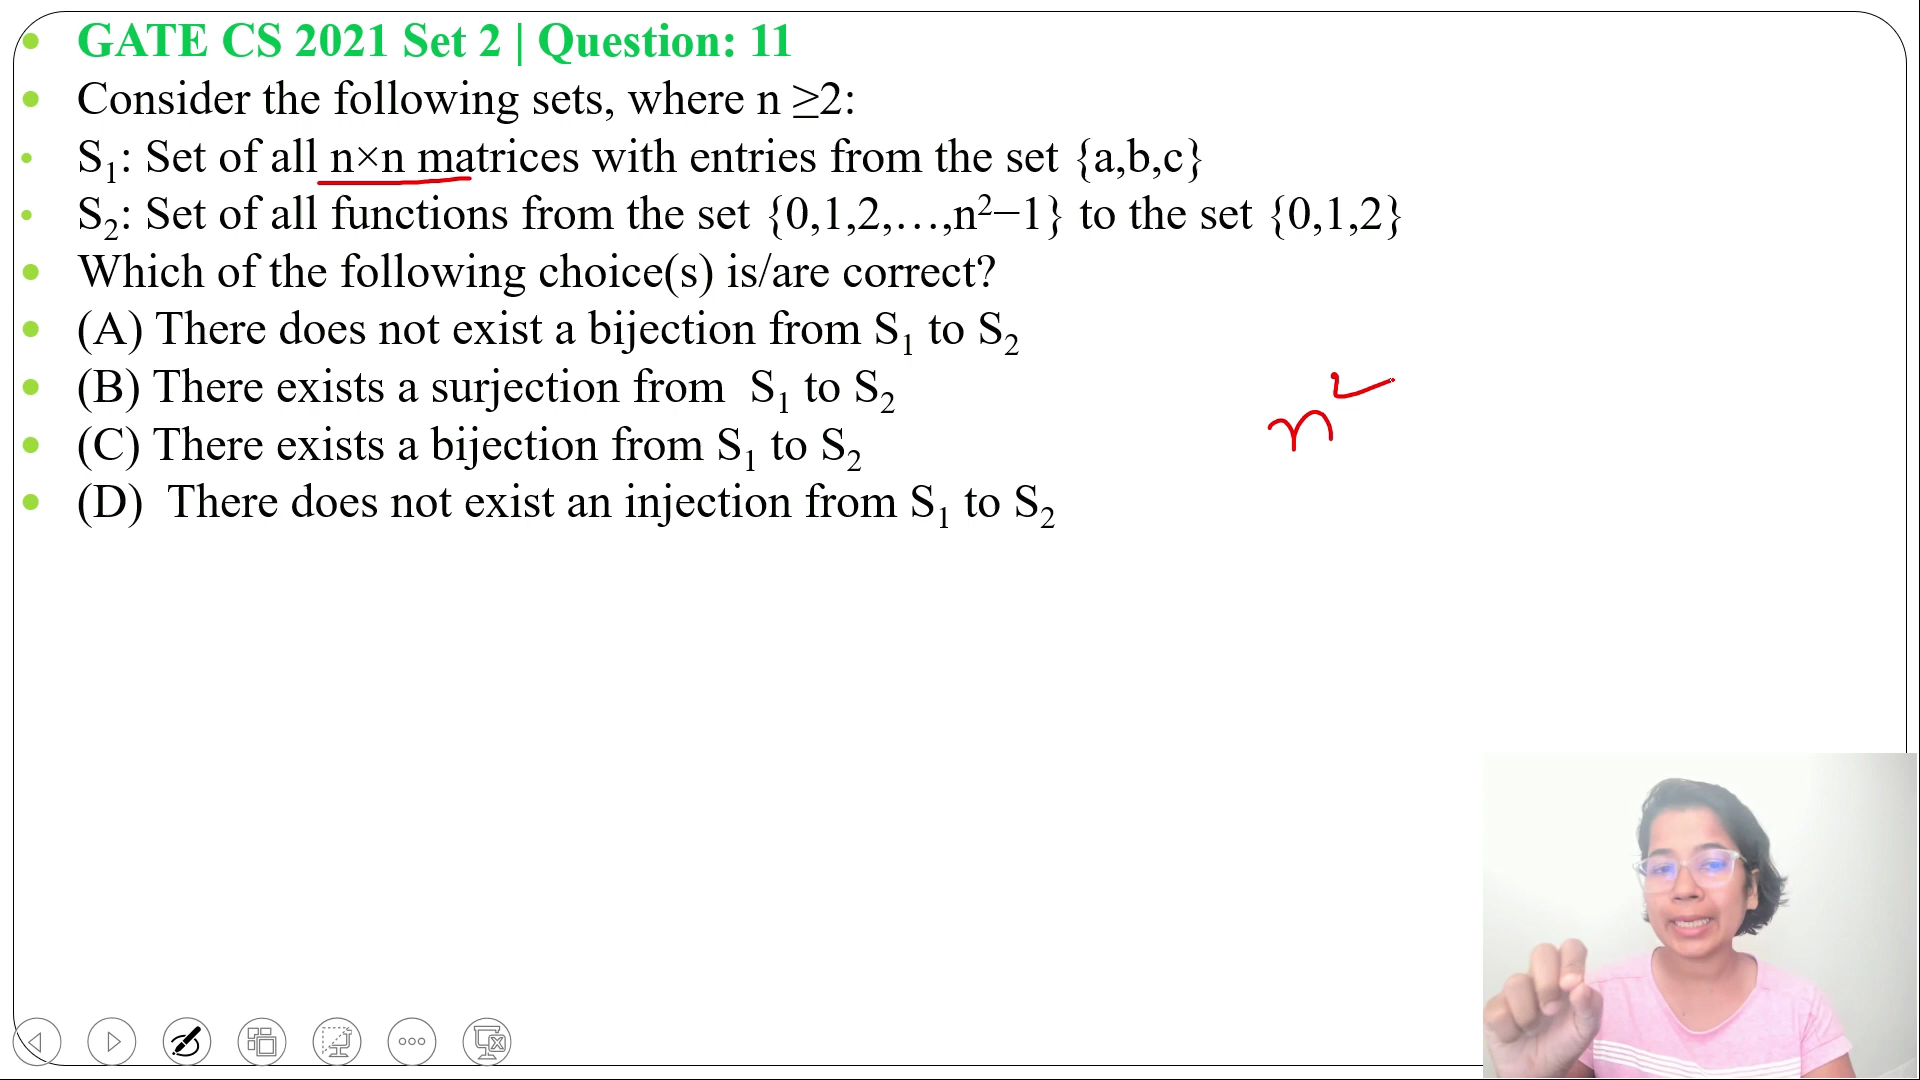 GATE CS 2021 Set 2 | Question: 11
Consider the following sets, where n ≥2:
S₁: Set of all n×n matrices with entries from the set {a,b,c}
S₂: Set of all functions from the set {0,1,2,…,n²−1} to the set {0,1,2}
Which of the following choice(s) is/are correct?
(A) There does not exist a bijection from S₁ to S₂
(B) There exists a surjection from S₁ to S₂
(C) There exists a bijection from S₁ to S₂
(D) There does not exist an injection from S₁ to S₂
n²